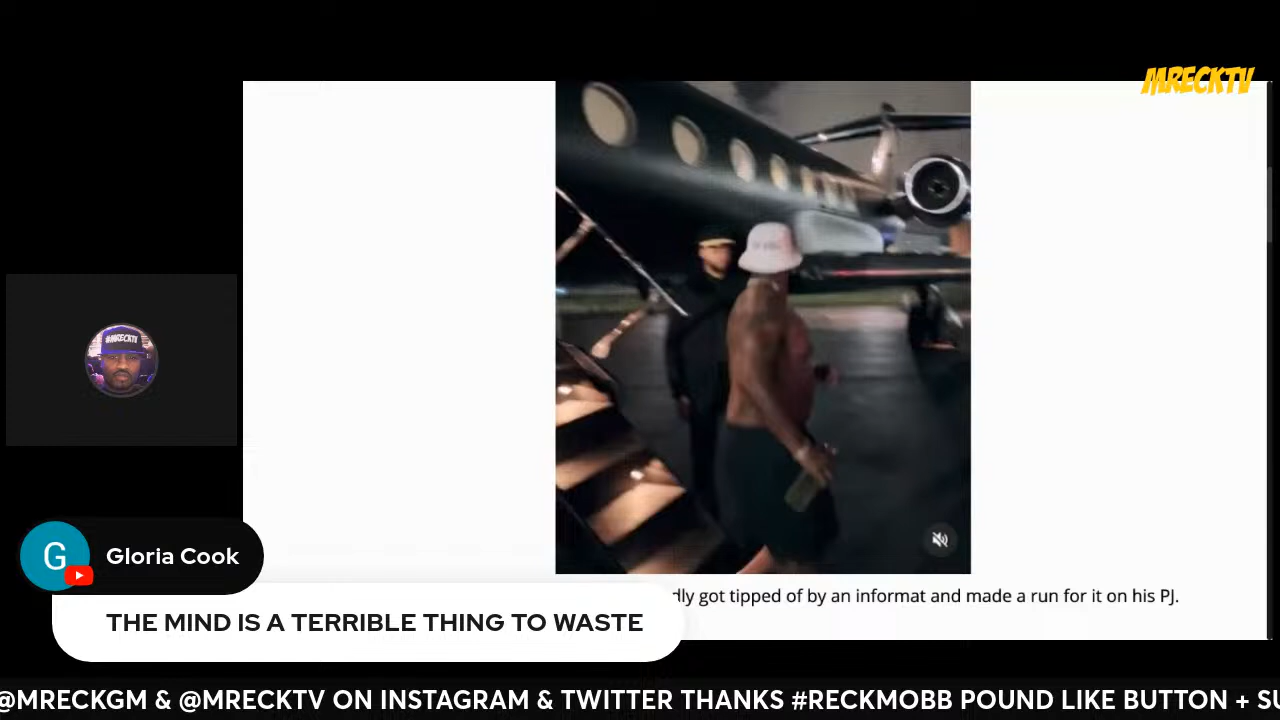 MRECKTV
#MRECKTV
Gloria Cook
G
THE MIND IS A TERRIBLE THING TO WASTE
dly got tipped of by an informat and made a run for it on his PJ.
@MRECKGM & @MRECKTV ON INSTAGRAM & TWITTER THANKS #RECKMOBB POUND LIKE BUTTON + SU